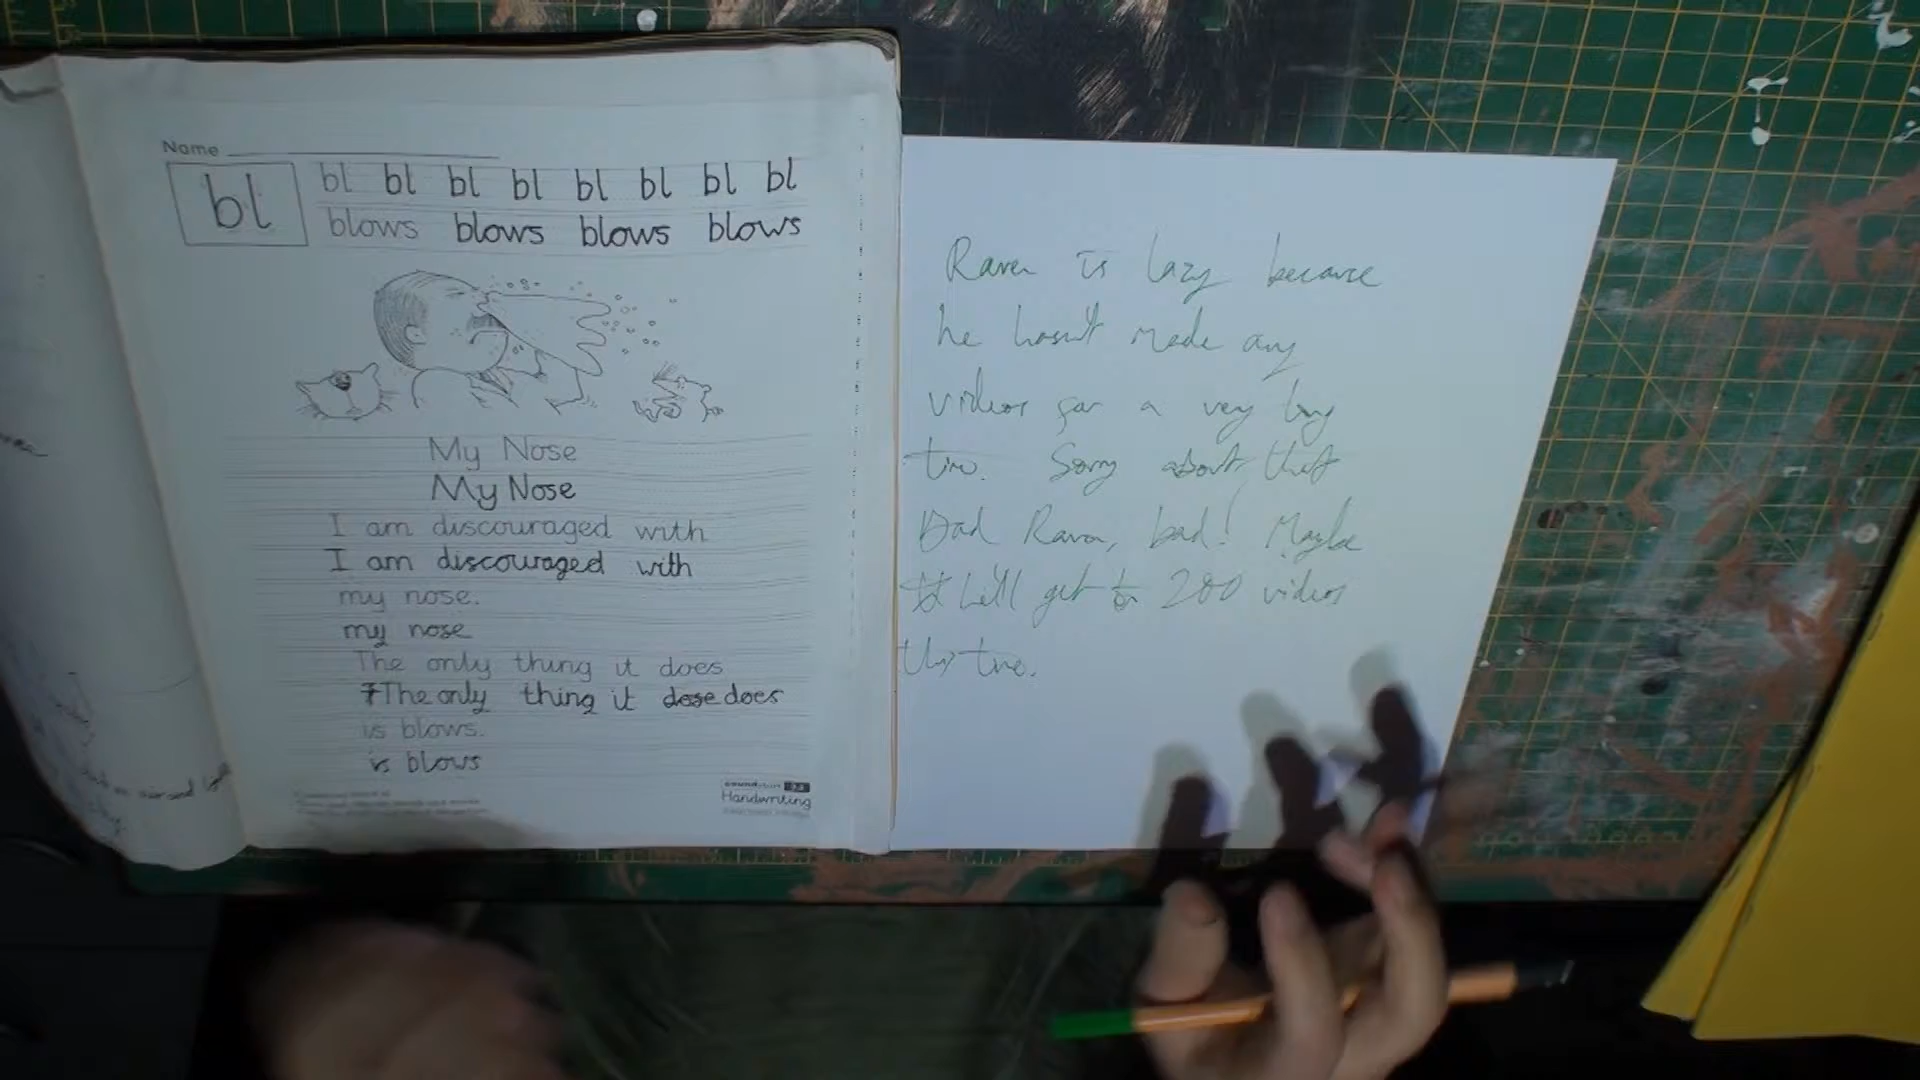 Name
bl bl bl bl bl bl bl bl bl
blows blows blows blows
My Nose
My Nose
I am discouraged with
I am discouraged with
my nose.
my nose
The only thing it does
The only thing it does
is blows.
is blows
Handwriting
Raven is lazy because
he hasn't made any
videos for a very long
time. Sorry about that
Bad Raven, bad! Maybe
he'll get to 200 videos
this time.